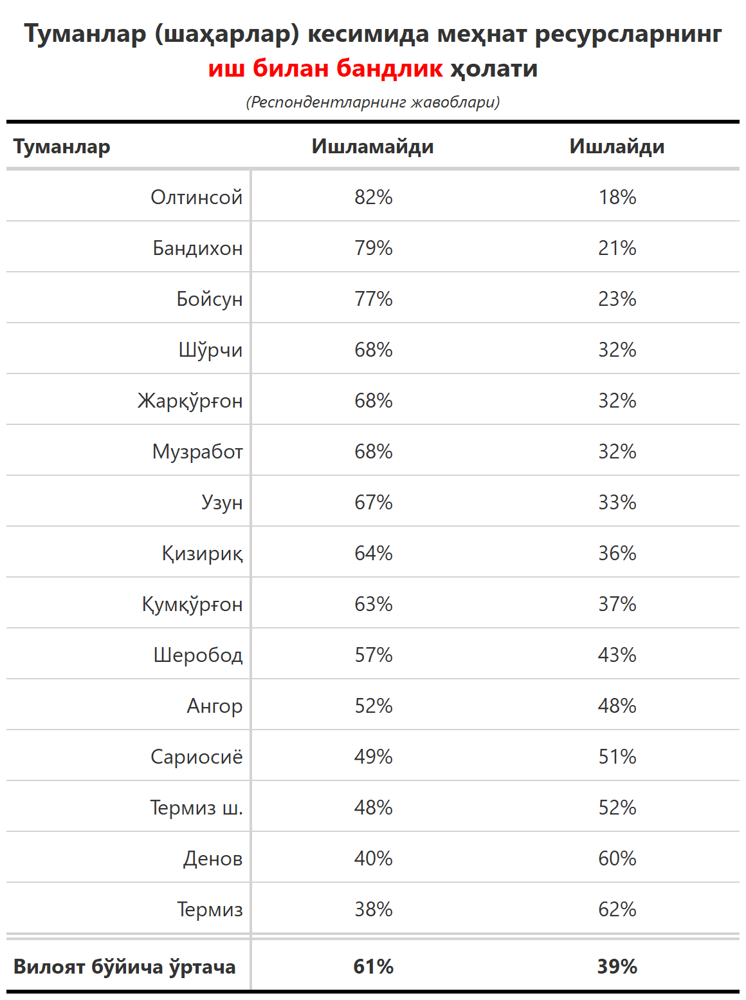 Туманлар (шаҳарлар) кесимида меҳнат ресурсларнинг
иш билан бандлик ҳолати
(Респондентларнинг жавоблари)
Туманлар Ишламайди Ишлайди
Олтинсой 82% 18%
Бандихон 79% 21%
Бойсун 77% 23%
Шўрчи 68% 32%
Жарқўрғон 68% 32%
Музработ 68% 32%
Узун 67% 33%
Қизириқ 64% 36%
Қумқўрғон 63% 37%
Шеробод 57% 43%
Ангор 52% 48%
Сариосиё 49% 51%
Термиз ш. 48% 52%
Денов 40% 60%
Термиз 38% 62%
Вилоят бўйича ўртача 61% 39%